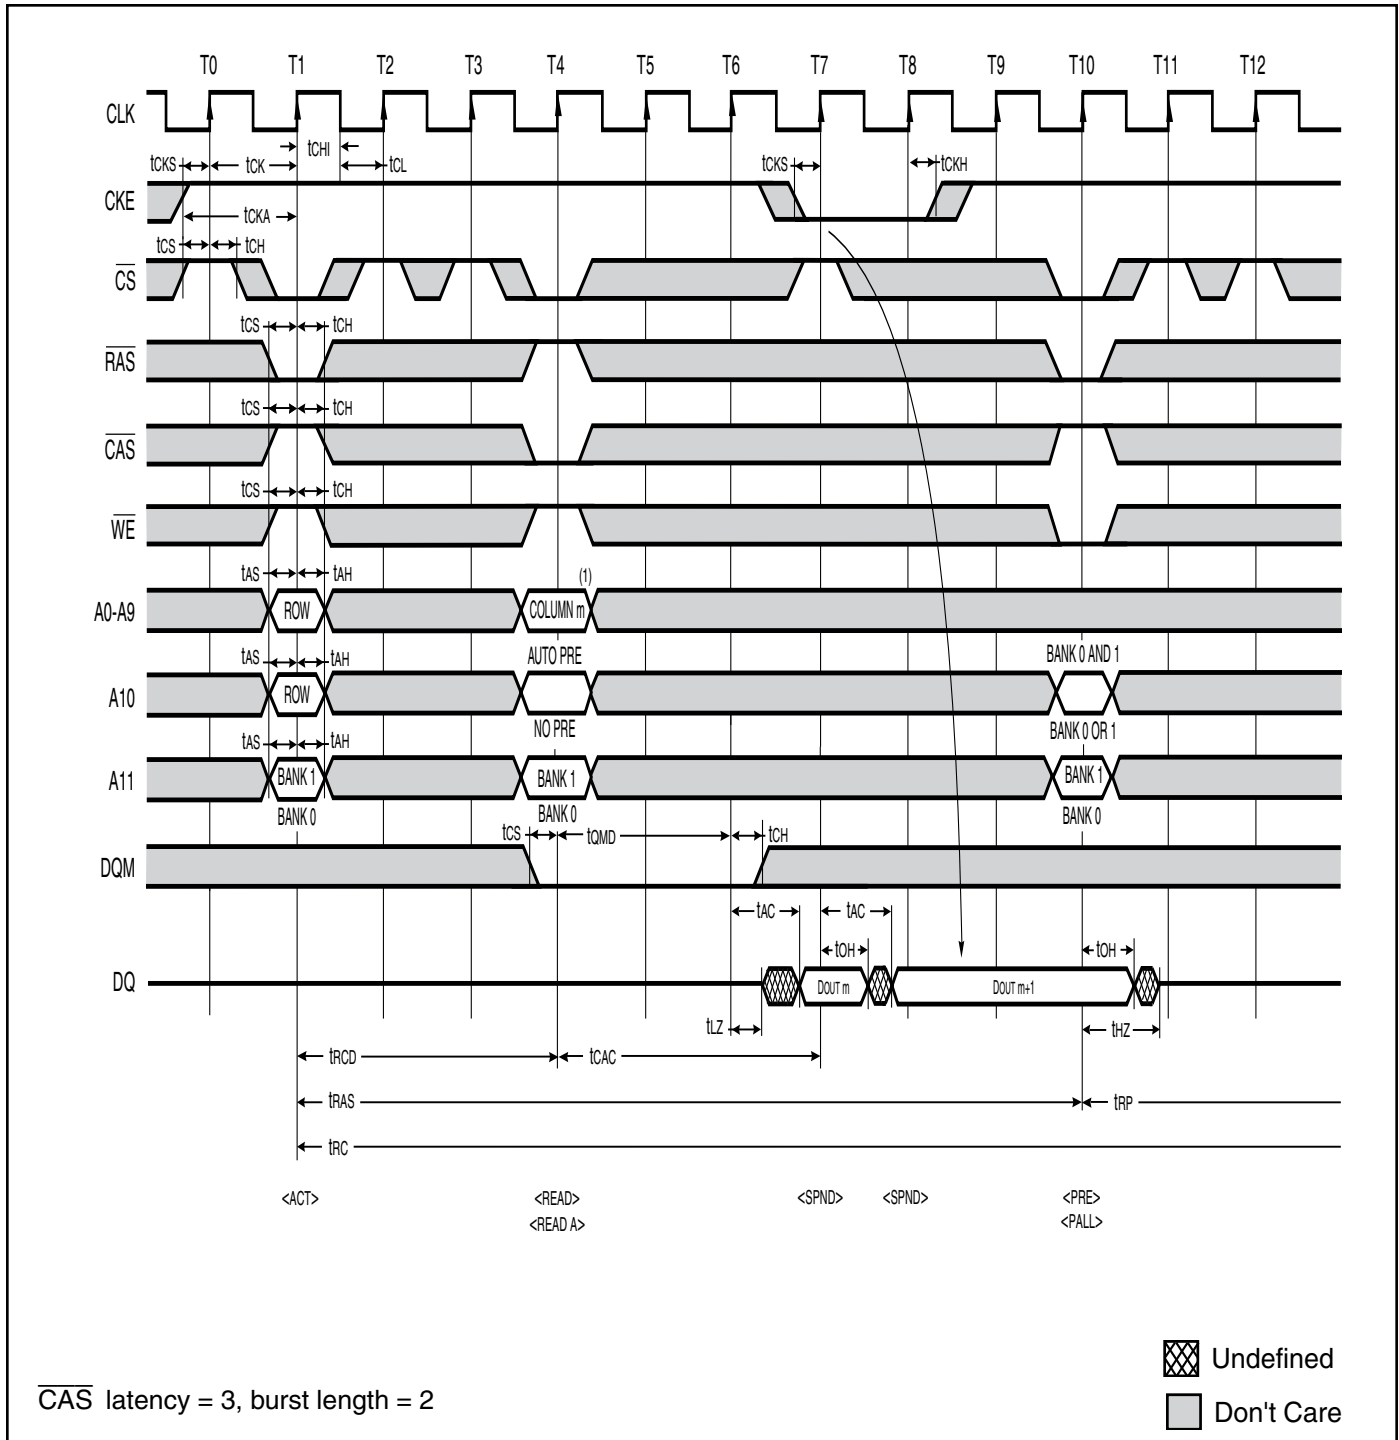 T0 T1 T2 T3 T4 T5 T6 T7 T8 T9 T10 T11 T12
CLK
tCHI
tCKS tCK tCL tCKS tCKH
CKE
tCKA
tCS tCH
CS
tCS tCH
RAS
tCS tCH
CAS
tCS tCH
WE
tAS tAH (1)
A0-A9 ROW COLUMN m
tAS tAH AUTO PRE BANK 0 AND 1
A10 ROW
NO PRE BANK 0 OR 1
tAS tAH
A11 BANK 1 BANK 1 BANK 1
BANK 0 BANK 0 BANK 0
tCS tQMD tCH
DQM
tAC tAC
tOH tOH
DQ DOUT m DOUT m+1
tLZ tHZ
tRCD tCAC
tRAS tRP
tRC
<ACT> <READ> <SPND> <SPND> <PRE>
<READ A> <PALL>
Undefined
CAS latency = 3, burst length = 2
Don't Care